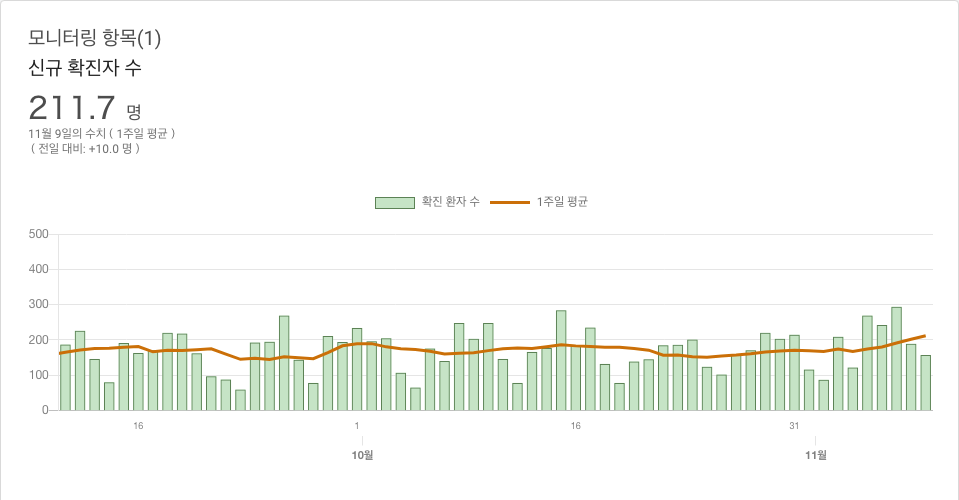 모니터링 항목(1)
신규 확진자 수
211.7 명
11월 9일의 수치 ( 1주일 평균 )
( 전일 대비: +10.0 명 )
확진 환자 수 1주일 평균
500
400
300
200
100
0
16 1 16 31
10월 11월